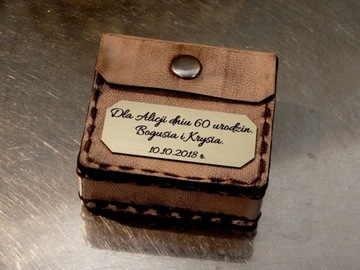 Dla Alicji dniu 60 urodzin
Bogusia i Krysia.
10.10.2018 r.